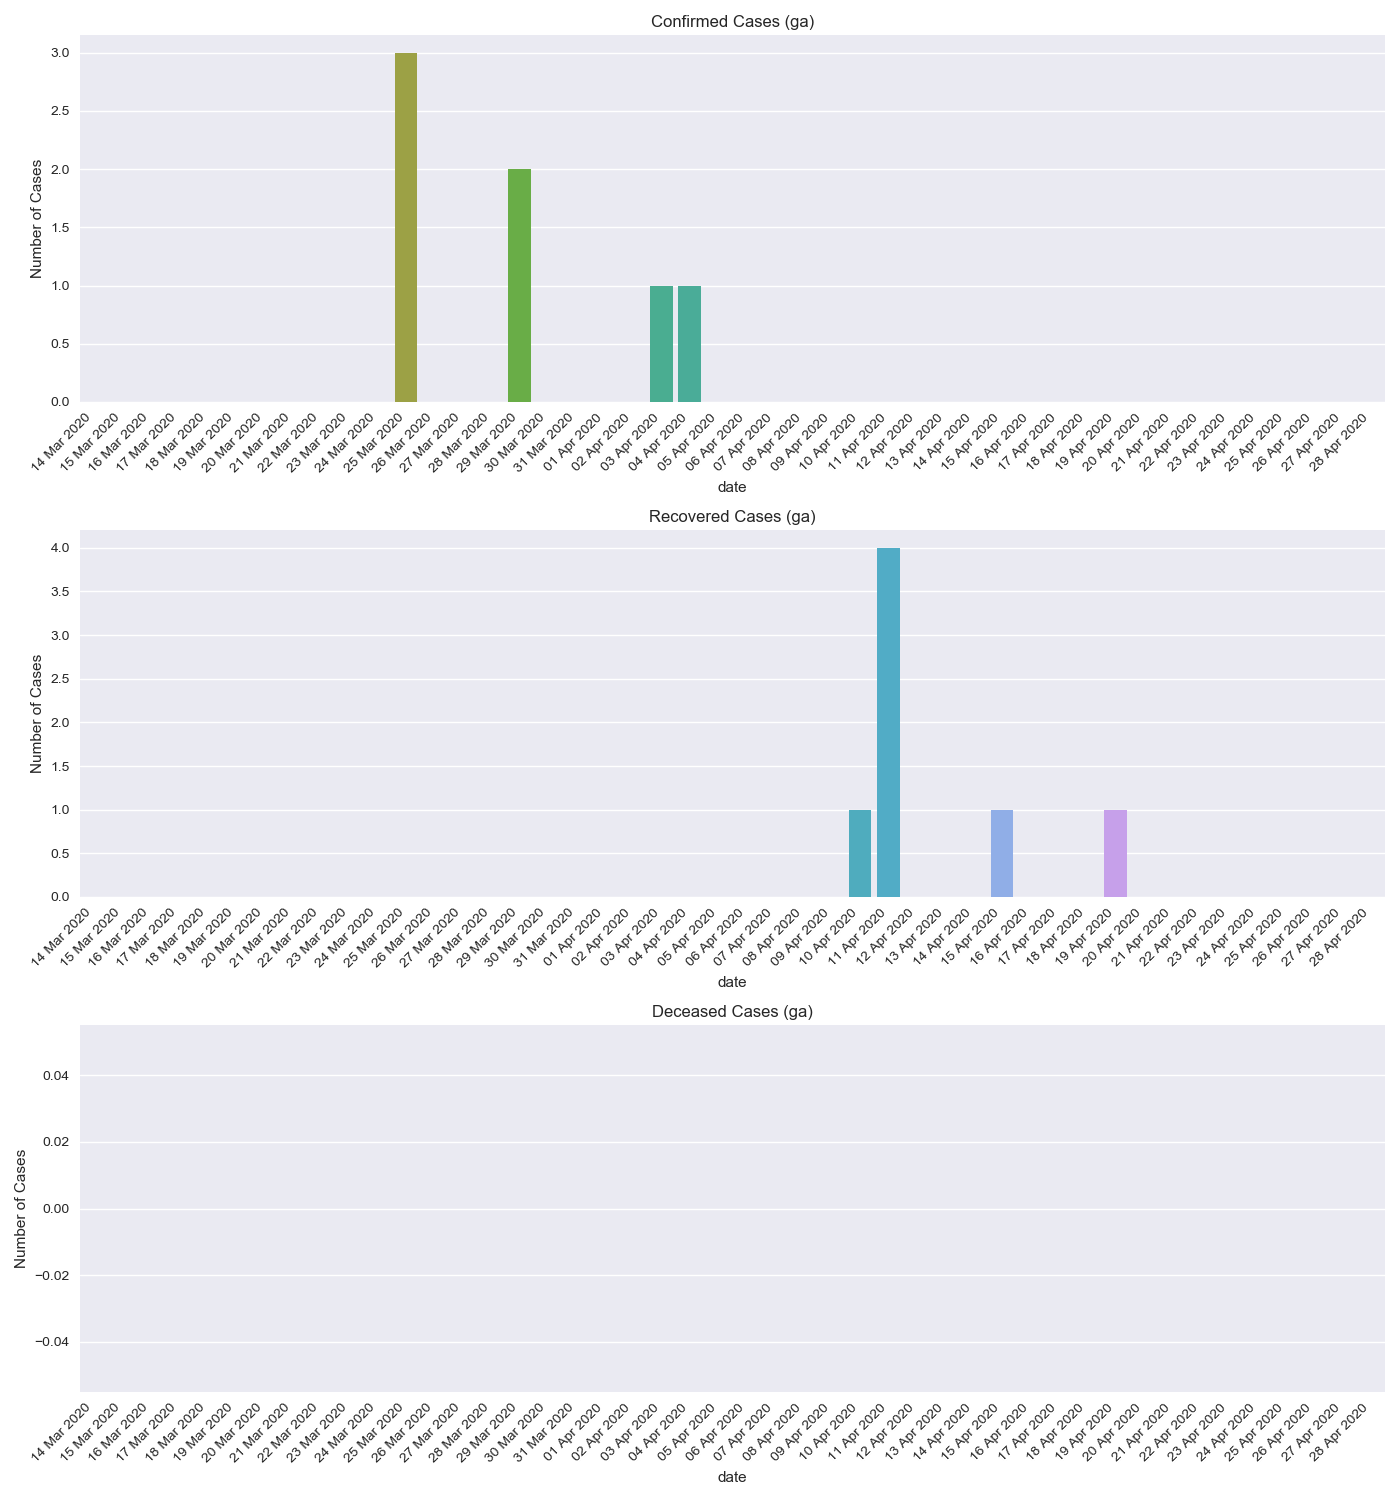 Confirmed Cases (ga)
3.0
2.5
2.0
1.5
1.0
0.5
0.0
Number of Cases
14 Mar 2020 15 Mar 2020 16 Mar 2020 17 Mar 2020 18 Mar 2020 19 Mar 2020 20 Mar 2020 21 Mar 2020 22 Mar 2020 23 Mar 2020 24 Mar 2020 25 Mar 2020 26 Mar 2020 27 Mar 2020 28 Mar 2020 29 Mar 2020 30 Mar 2020 31 Mar 2020 01 Apr 2020 02 Apr 2020 03 Apr 2020 04 Apr 2020 05 Apr 2020 06 Apr 2020 07 Apr 2020 08 Apr 2020 09 Apr 2020 10 Apr 2020 11 Apr 2020 12 Apr 2020 13 Apr 2020 14 Apr 2020 15 Apr 2020 16 Apr 2020 17 Apr 2020 18 Apr 2020 19 Apr 2020 20 Apr 2020 21 Apr 2020 22 Apr 2020 23 Apr 2020 24 Apr 2020 25 Apr 2020 26 Apr 2020 27 Apr 2020 28 Apr 2020
date
Recovered Cases (ga)
4.0
3.5
3.0
2.5
2.0
1.5
1.0
0.5
0.0
Number of Cases
14 Mar 2020 15 Mar 2020 16 Mar 2020 17 Mar 2020 18 Mar 2020 19 Mar 2020 20 Mar 2020 21 Mar 2020 22 Mar 2020 23 Mar 2020 24 Mar 2020 25 Mar 2020 26 Mar 2020 27 Mar 2020 28 Mar 2020 29 Mar 2020 30 Mar 2020 31 Mar 2020 01 Apr 2020 02 Apr 2020 03 Apr 2020 04 Apr 2020 05 Apr 2020 06 Apr 2020 07 Apr 2020 08 Apr 2020 09 Apr 2020 10 Apr 2020 11 Apr 2020 12 Apr 2020 13 Apr 2020 14 Apr 2020 15 Apr 2020 16 Apr 2020 17 Apr 2020 18 Apr 2020 19 Apr 2020 20 Apr 2020 21 Apr 2020 22 Apr 2020 23 Apr 2020 24 Apr 2020 25 Apr 2020 26 Apr 2020 27 Apr 2020 28 Apr 2020
date
Deceased Cases (ga)
0.04
0.02
0.00
−0.02
−0.04
Number of Cases
14 Mar 2020 15 Mar 2020 16 Mar 2020 17 Mar 2020 18 Mar 2020 19 Mar 2020 20 Mar 2020 21 Mar 2020 22 Mar 2020 23 Mar 2020 24 Mar 2020 25 Mar 2020 26 Mar 2020 27 Mar 2020 28 Mar 2020 29 Mar 2020 30 Mar 2020 31 Mar 2020 01 Apr 2020 02 Apr 2020 03 Apr 2020 04 Apr 2020 05 Apr 2020 06 Apr 2020 07 Apr 2020 08 Apr 2020 09 Apr 2020 10 Apr 2020 11 Apr 2020 12 Apr 2020 13 Apr 2020 14 Apr 2020 15 Apr 2020 16 Apr 2020 17 Apr 2020 18 Apr 2020 19 Apr 2020 20 Apr 2020 21 Apr 2020 22 Apr 2020 23 Apr 2020 24 Apr 2020 25 Apr 2020 26 Apr 2020 27 Apr 2020 28 Apr 2020
date